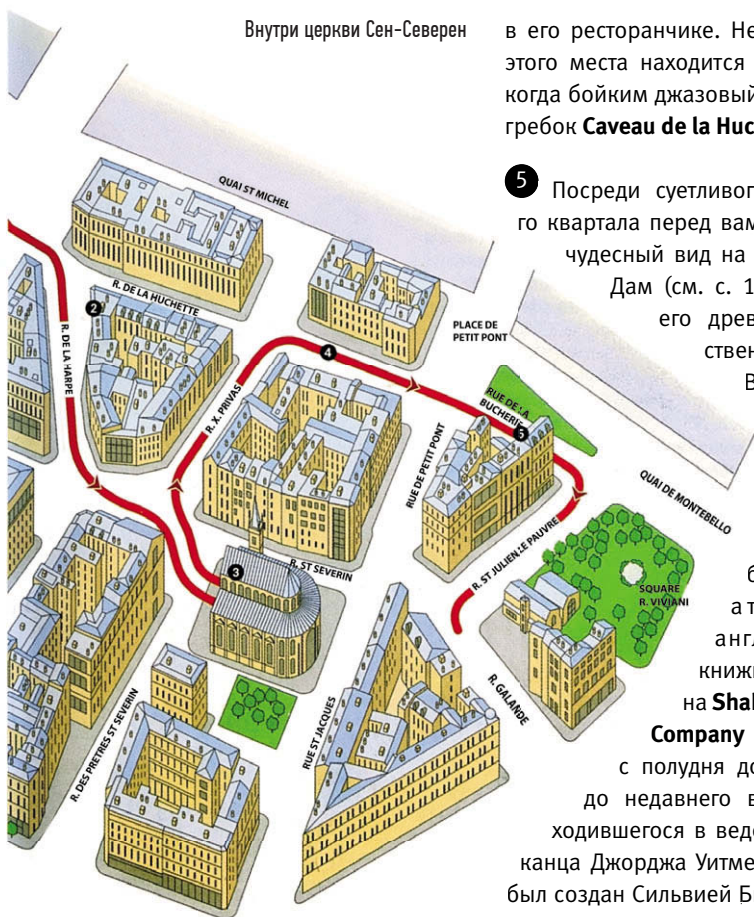 Внутри церкви Сен-Северен
в его ресторанчике. Не
этого места находится
когда бойким джазовый
гребок Caveau de la Huc
5 Посреди суетливог
го квартала перед вам
чудесный вид на
Дам (см. с. 1
его древ
ствен
В
б
ат
англ
книжн
на Shak
Company
с полудня до
до недавнего в
ходившегося в веде
канца Джорджа Уитме
был создан Сильвией Б
QUAI ST MICHEL
R. DE LA HUCHETTE
2
R. DE LA HARPE
PLACE DE
PETIT PONT
4
R. X. PRIVAS
RUE DE LA
BUCHERIE
5
RUE DE PETIT PONT
QUAI DE MONTEBELLO
R. ST SEVERIN
3
R. ST JULIEN-LE PAUVRE
SQUARE
R. VIVIANI
R. GALANDE
RUE ST JACQUES
R. DES PRETRES ST SEVERIN